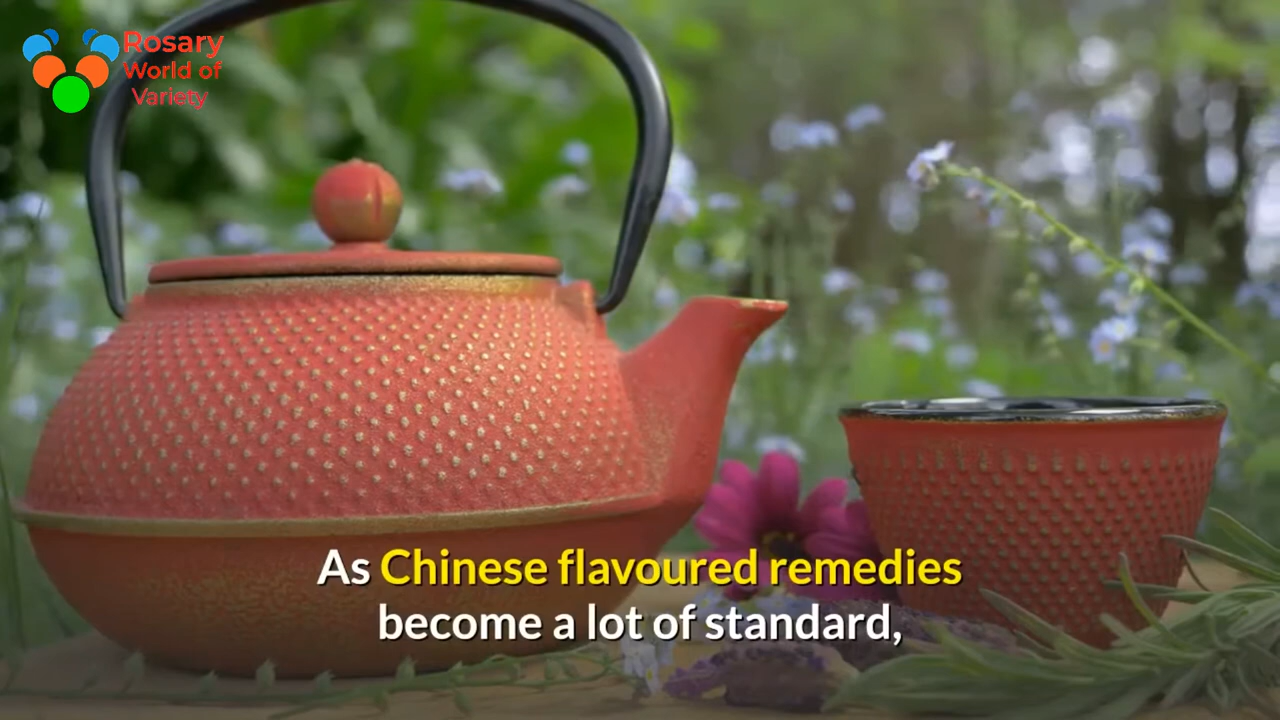 Rosary
World of
Variety
As Chinese flavoured remedies
become a lot of standard,